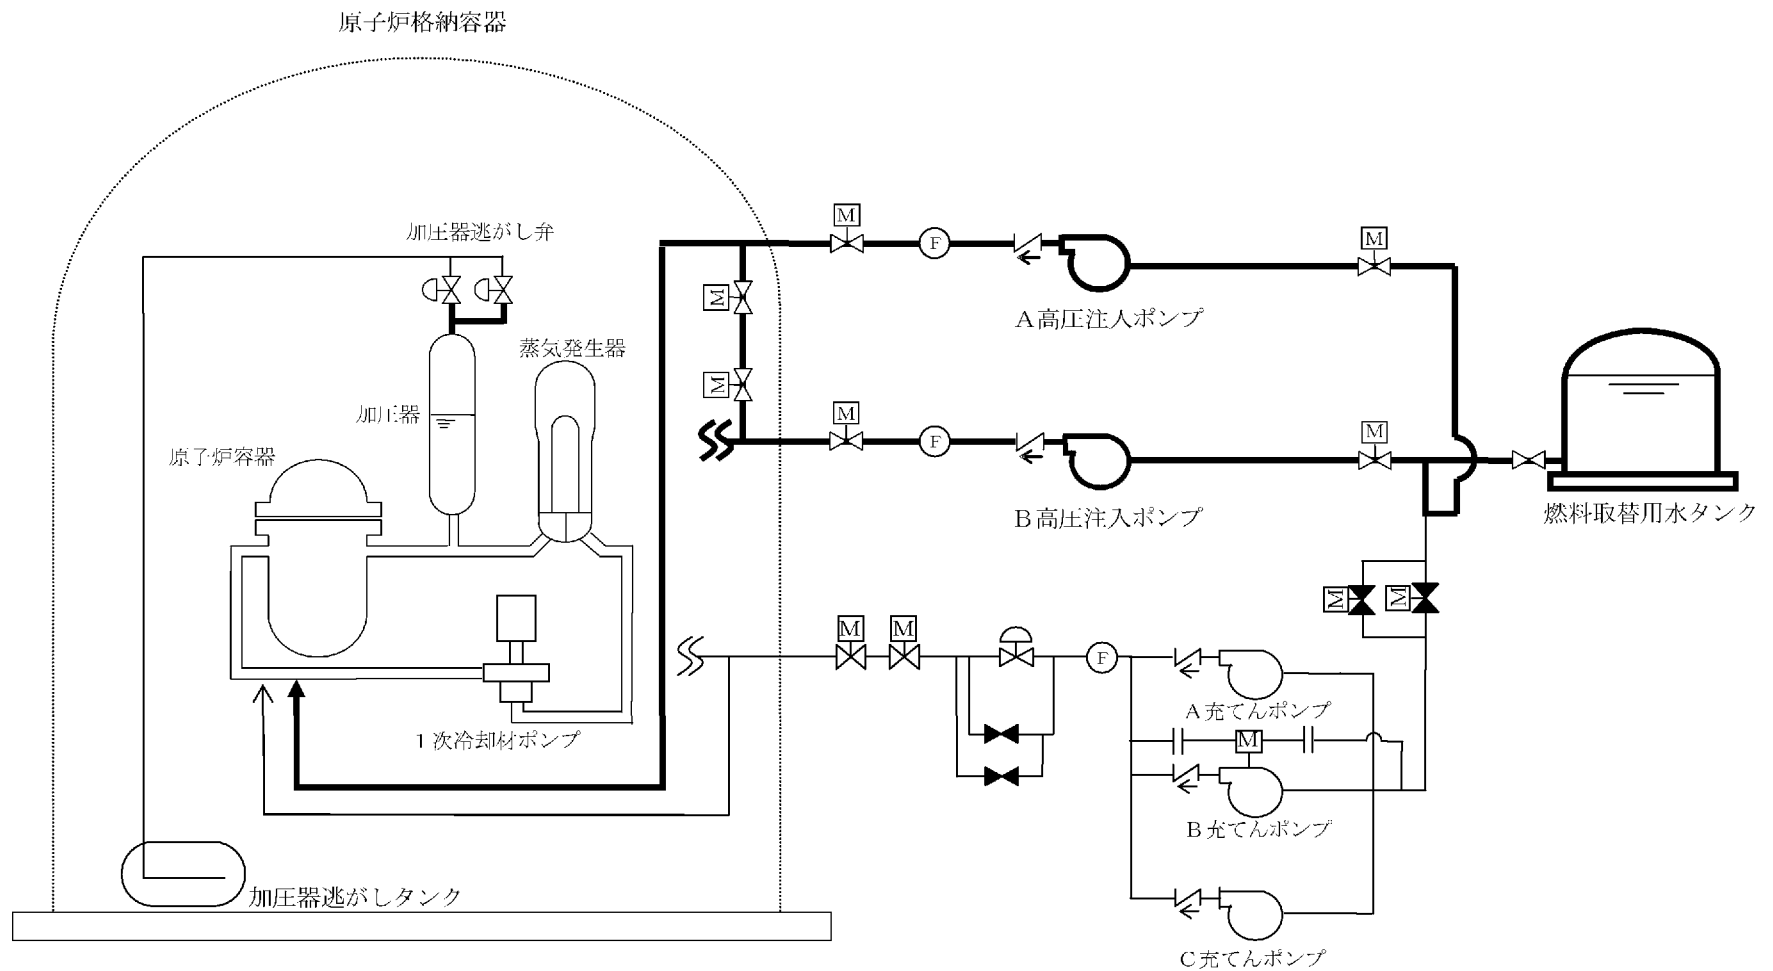 原子炉格納容器
M
加圧器逃がし弁
F
M
M
A高圧注入ポンプ
蒸気発生器
M
加圧器
M
F
M
原子炉容器
B高圧注入ポンプ
燃料取替用水タンク
M
M
M
M
F
A充てんポンプ
1次冷却材ポンプ
M
B充てんポンプ
加圧器逃がしタンク
C充てんポンプ